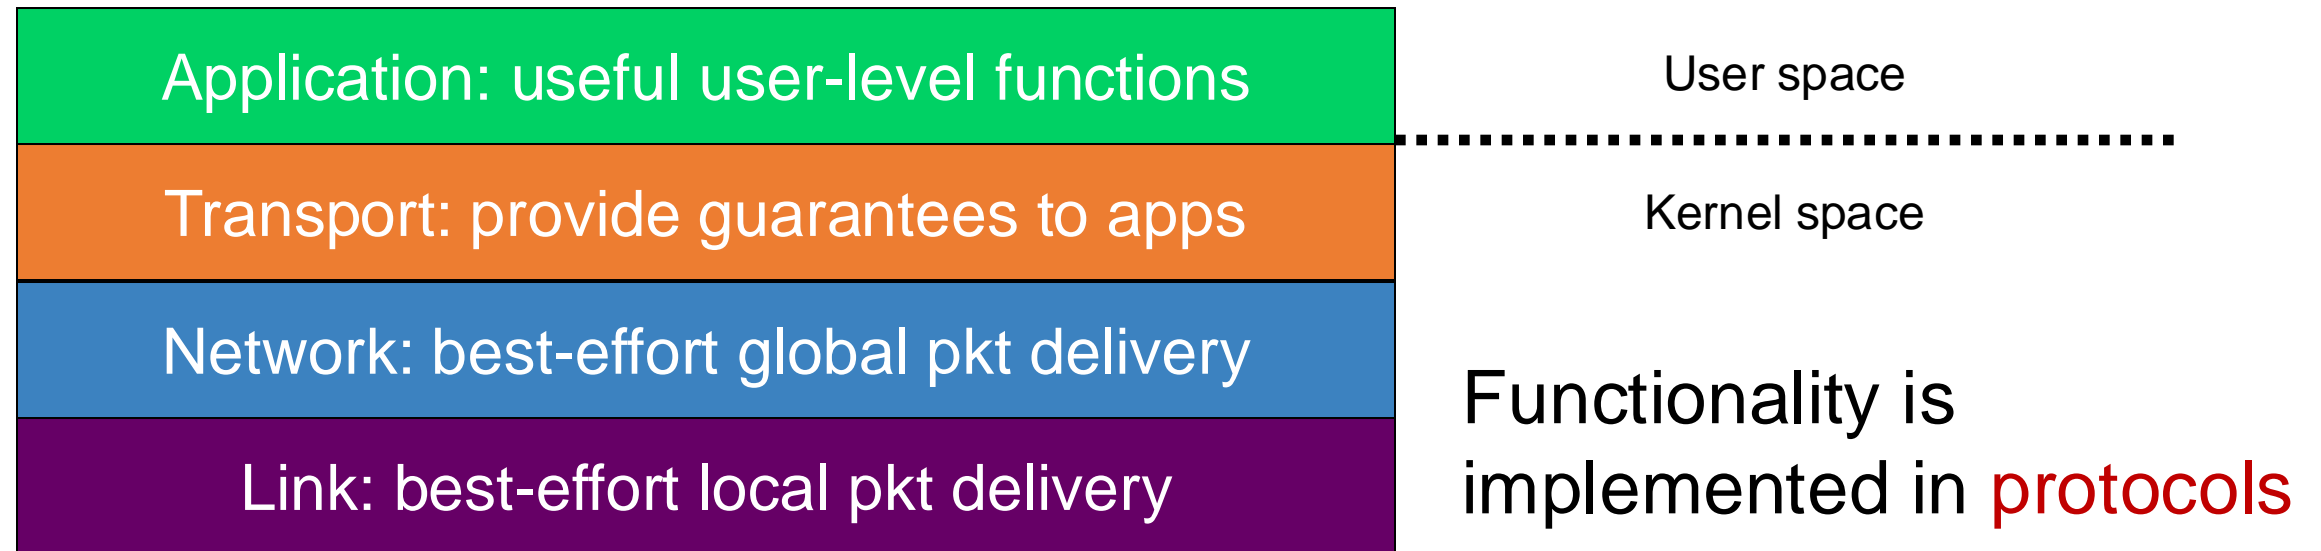 Application: useful user-level functions
User space
Transport: provide guarantees to apps
Kernel space
Network: best-effort global pkt delivery
Link: best-effort local pkt delivery
Functionality is
implemented in protocols